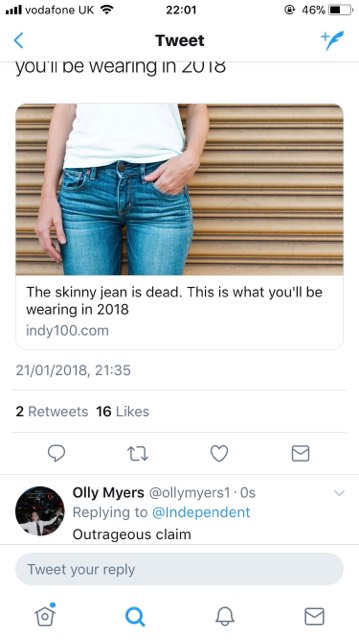 vodafone UK 22:01 46%
Tweet
you'll be wearing in 2018
The skinny jean is dead. This is what you'll be
wearing in 2018
indy100.com
21/01/2018, 21:35
2 Retweets 16 Likes
Olly Myers @ollymyers1 · 0s
Replying to @Independent
Outrageous claim
Tweet your reply